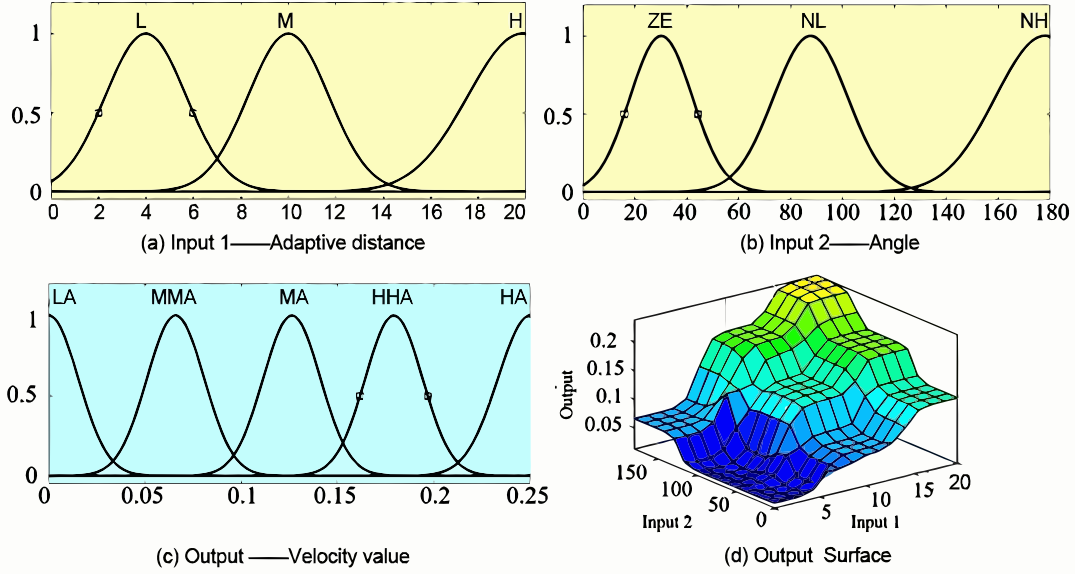 L M H
1
0.5
0
0 2 4 6 8 10 12 14 16 18 20
(a) Input 1——Adaptive distance
ZE NL NH
1
0.5
0
0 20 40 60 80 100 120 140 160 180
(b) Input 2——Angle
LA MMA MA HHA HA
1
0.5
0
0 0.05 0.1 0.15 0.2 0.25
(c) Output ——Velocity value
0.2
0.15
0.1
0.05
Output
150 100 50 0
Input 2
5 10 15 20
Input 1
(d) Output Surface